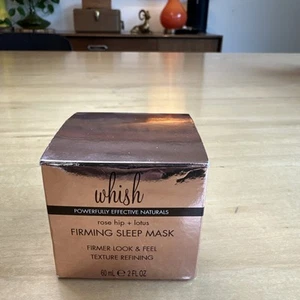 whish
POWERFULLY EFFECTIVE NATURALS
rose hip + lotus
FIRMING SLEEP MASK
FIRMER LOOK & FEEL
TEXTURE REFINING
60 mL ℮ 2 FL OZ